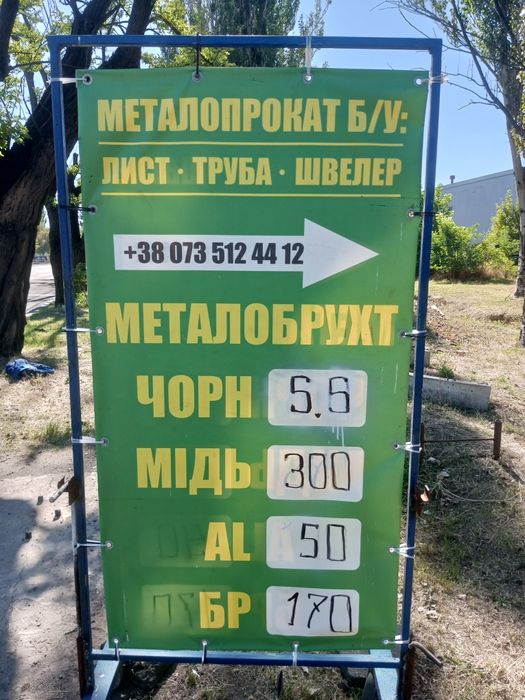 МЕТАЛОПРОКАТ Б/У:
ЛИСТ · ТРУБА · ШВЕЛЕР
+38 073 512 44 12
МЕТАЛОБРУХТ
ЧОРН 5.6
МІДЬ 300
AL 50
БР 170